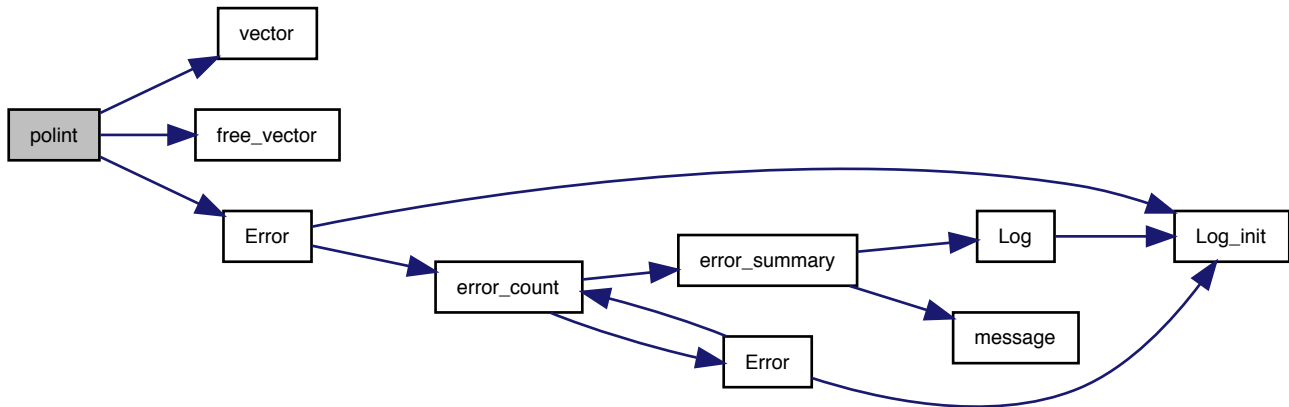 vector
polint
free_vector
Error
Log
Log_init
error_summary
error_count
message
Error